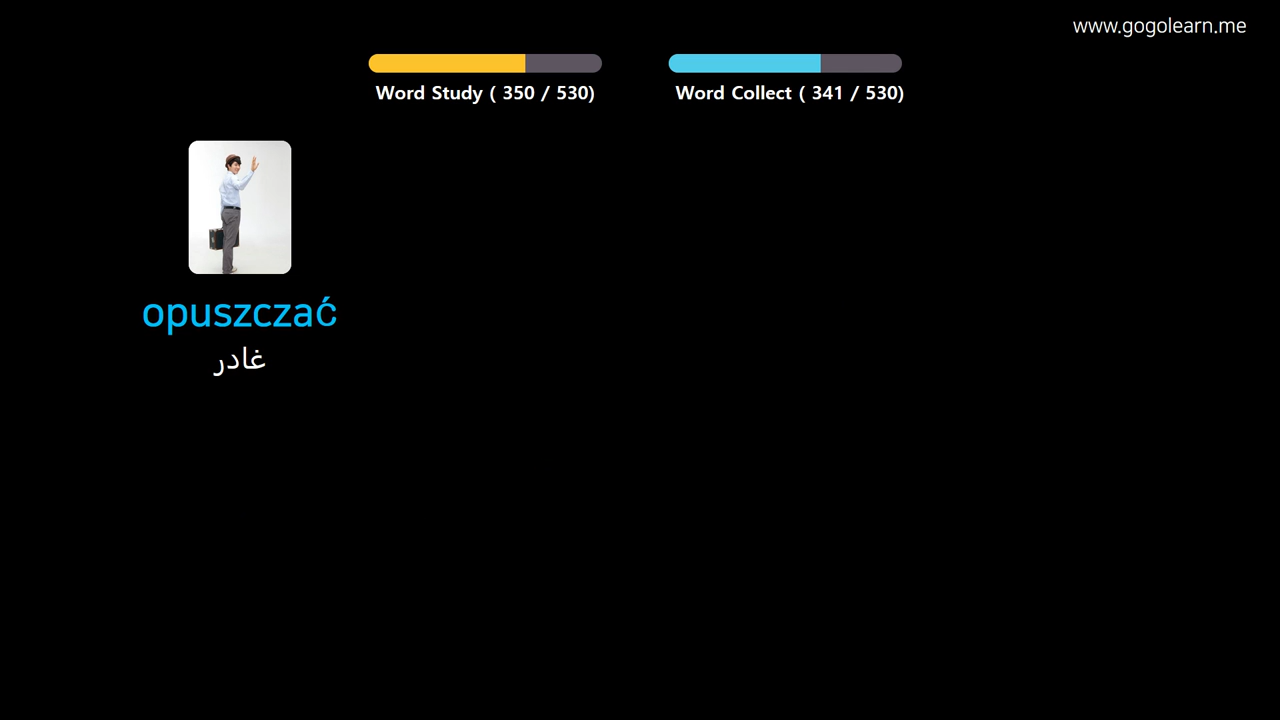 www.gogolearn.me
Word Study ( 350 / 530)
Word Collect ( 341 / 530)
opuszczać
غادر